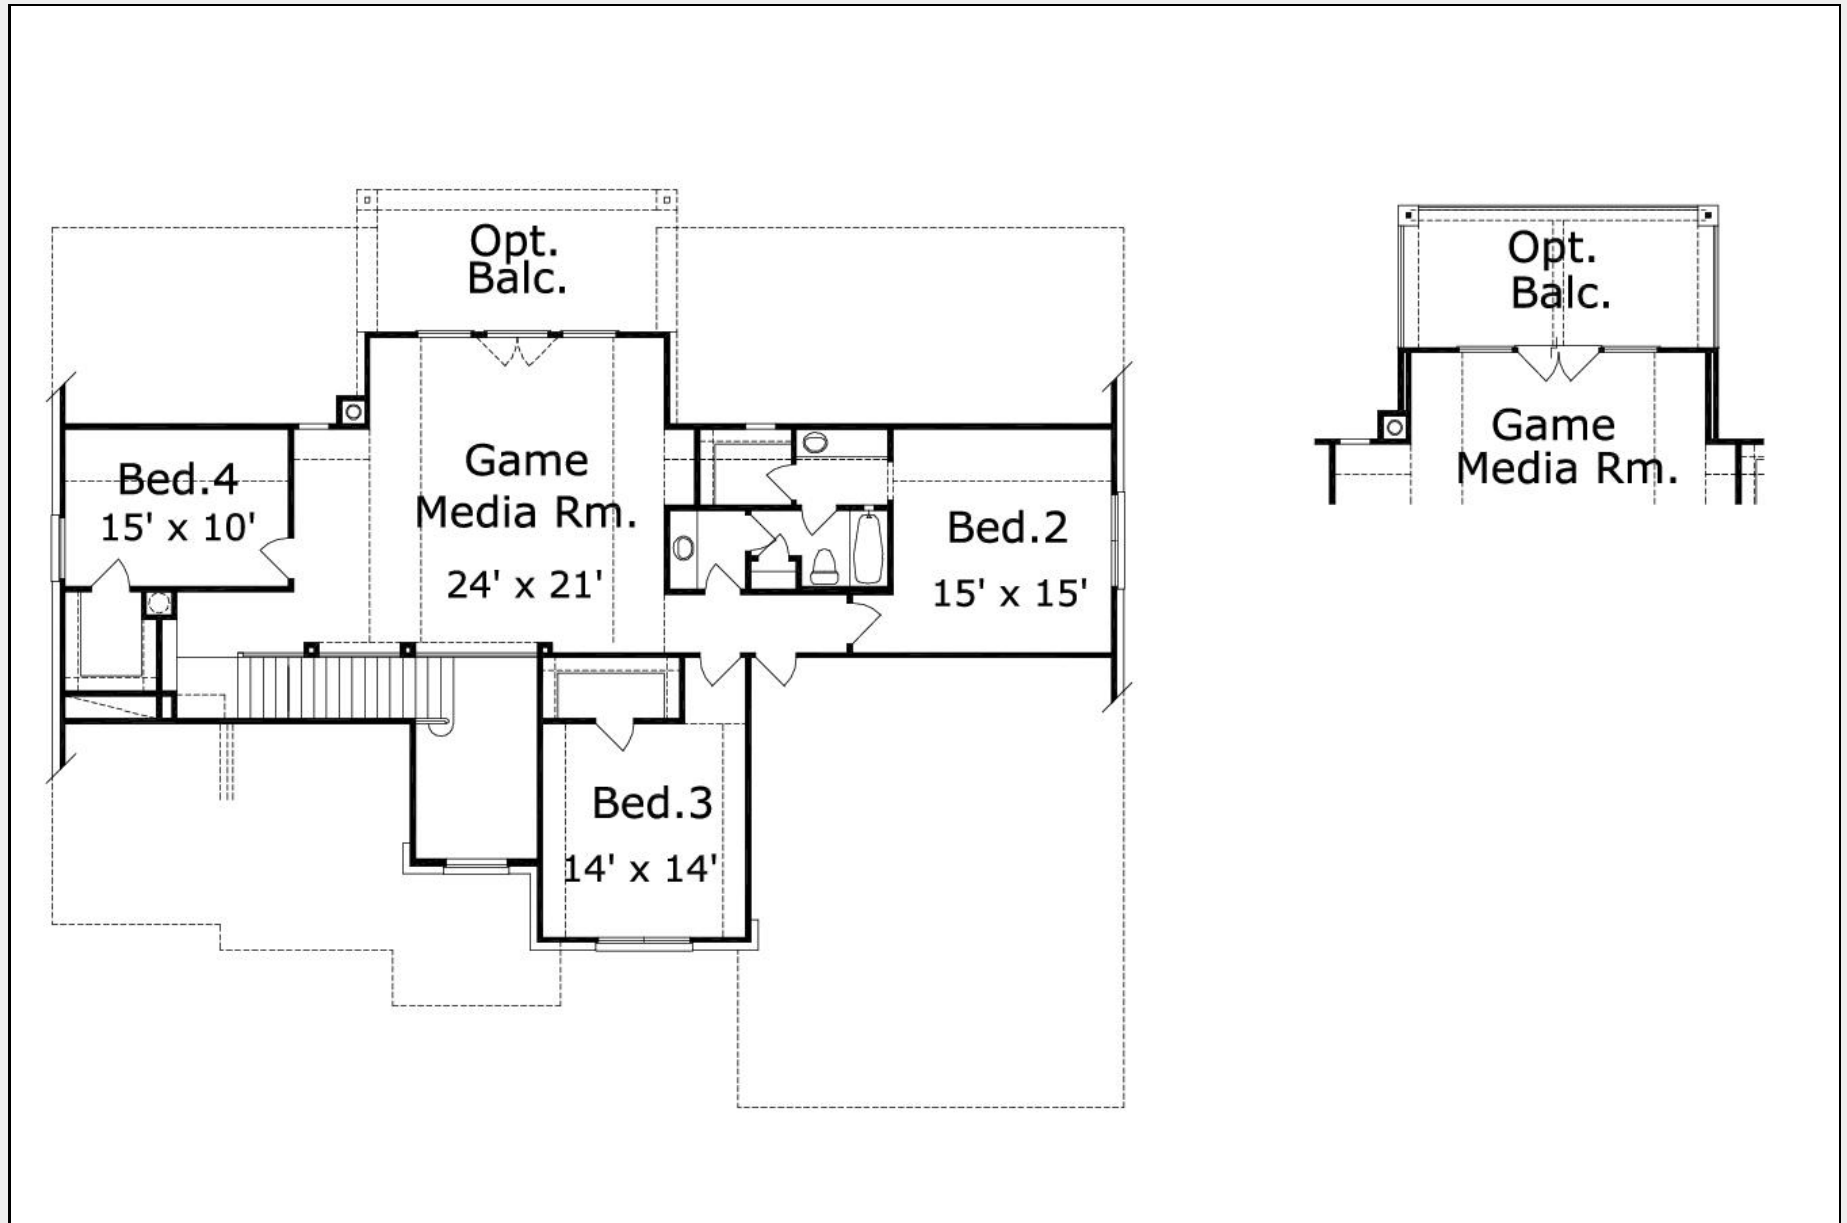 Opt.
Balc.
Game
Media Rm.
24' x 21'
Bed.4
15' x 10'
Bed.2
15' x 15'
Bed.3
14' x 14'
Opt.
Balc.
Game
Media Rm.